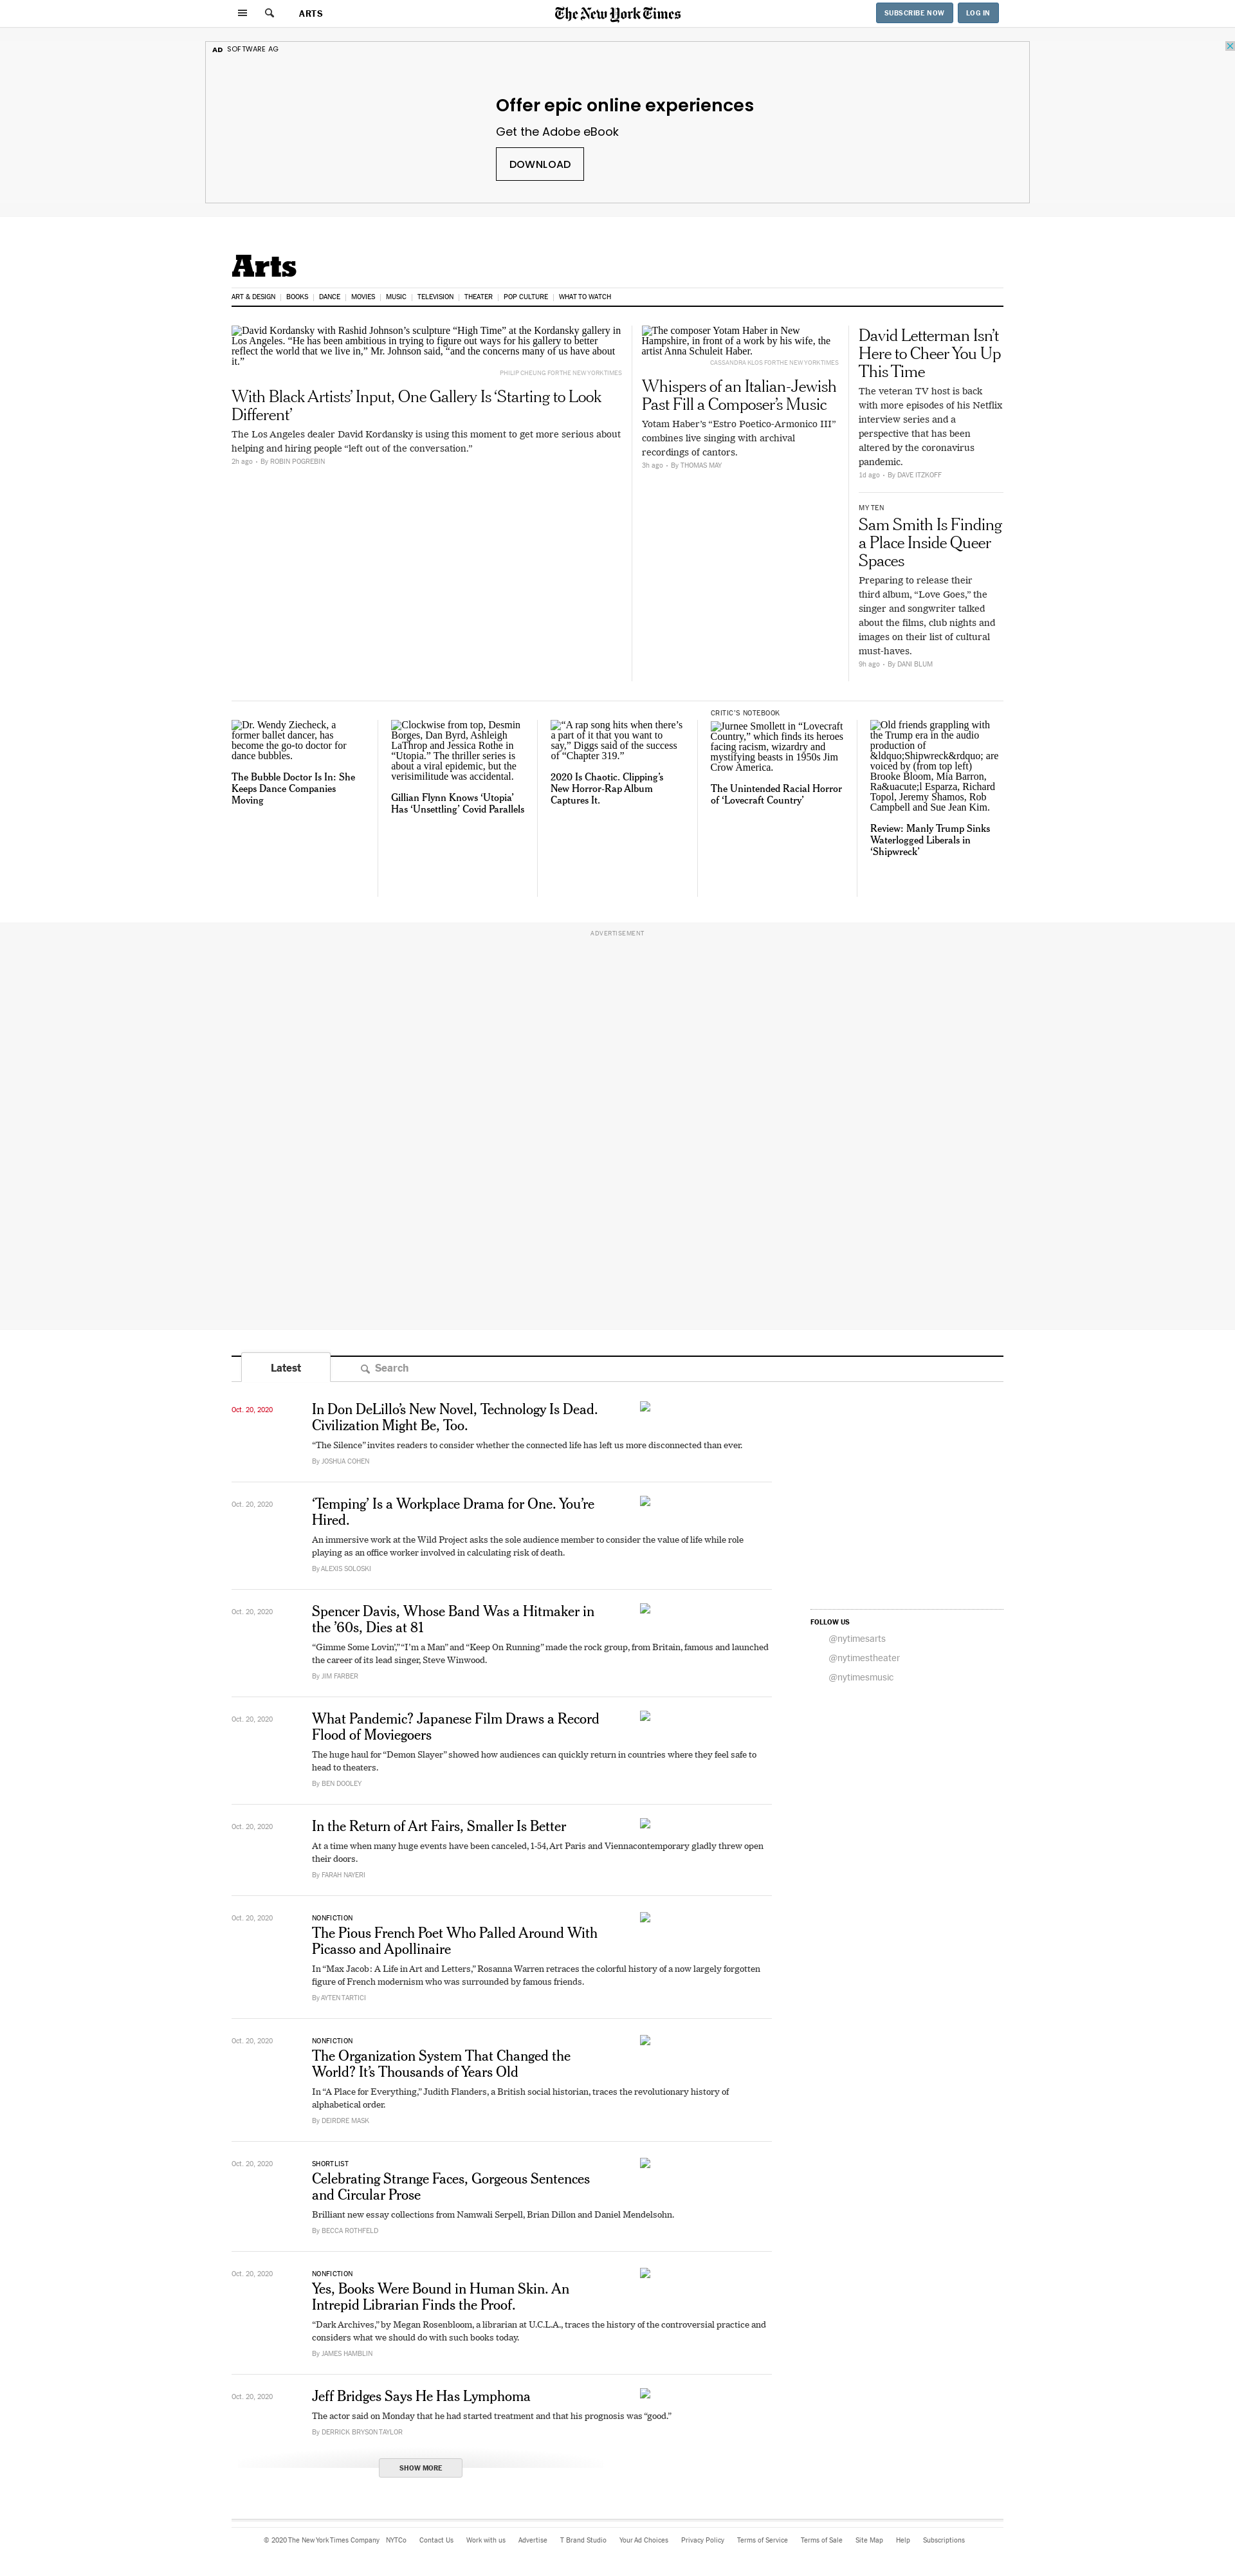 ARTS
The New York Times
SUBSCRIBE NOW
LOG IN
AD SOFTWARE AG
Offer epic online experiences
Get the Adobe eBook
DOWNLOAD
Arts
ART & DESIGN
BOOKS
DANCE
MOVIES
MUSIC
TELEVISION
THEATER
POP CULTURE
WHAT TO WATCH
David Kordansky with Rashid Johnson's sculpture “High Time” at the Kordansky gallery in
Los Angeles. “He has been ambitious in trying to figure out ways for his gallery to better
reflect the world that we live in,” Mr. Johnson said, “and the concerns many of us have about
it.”
PHILIP CHEUNG FOR THE NEW YORK TIMES
With Black Artists’ Input, One Gallery Is ‘Starting to Look
Different’
The Los Angeles dealer David Kordansky is using this moment to get more serious about
helping and hiring people “left out of the conversation.”
2h ago • By ROBIN POGREBIN
The composer Yotam Haber in New
Hampshire, in front of a work by his wife, the
artist Anna Schuleit Haber.
CASSANDRA KLOS FOR THE NEW YORK TIMES
Whispers of an Italian-Jewish
Past Fill a Composer’s Music
Yotam Haber’s “Estro Poetico-Armonico III”
combines live singing with archival
recordings of cantors.
3h ago • By THOMAS MAY
David Letterman Isn’t
Here to Cheer You Up
This Time
The veteran TV host is back
with more episodes of his Netflix
interview series and a
perspective that has been
altered by the coronavirus
pandemic.
1d ago • By DAVE ITZKOFF
MY TEN
Sam Smith Is Finding
a Place Inside Queer
Spaces
Preparing to release their
third album, “Love Goes,” the
singer and songwriter talked
about the films, club nights and
images on their list of cultural
must-haves.
9h ago • By DANI BLUM
Dr. Wendy Ziecheck, a
former ballet dancer, has
become the go-to doctor for
dance bubbles.
The Bubble Doctor Is In: She
Keeps Dance Companies
Moving
Clockwise from top, Desmin
Borges, Dan Byrd, Ashleigh
LaThrop and Jessica Rothe in
“Utopia.” The thriller series is
about a viral epidemic, but the
verisimilitude was accidental.
Gillian Flynn Knows ‘Utopia’
Has ‘Unsettling’ Covid Parallels
“A rap song hits when there’s
a part of it that you want to
say,” Diggs said of the success
of “Chapter 319.”
2020 Is Chaotic. Clipping’s
New Horror-Rap Album
Captures It.
CRITIC’S NOTEBOOK
Jurnee Smollett in “Lovecraft
Country,” which finds its heroes
facing racism, wizardry and
mystifying beasts in 1950s Jim
Crow America.
The Unintended Racial Horror
of ‘Lovecraft Country’
Old friends grappling with
the Trump era in the audio
production of
&ldquo;Shipwreck&rdquo; are
voiced by (from top left)
Brooke Bloom, Mia Barron,
Ra&uacute;l Esparza, Richard
Topol, Jeremy Shamos, Rob
Campbell and Sue Jean Kim.
Review: Manly Trump Sinks
Waterlogged Liberals in
‘Shipwreck’
ADVERTISEMENT
Latest
Search
Oct. 20, 2020
In Don DeLillo’s New Novel, Technology Is Dead.
Civilization Might Be, Too.
“The Silence” invites readers to consider whether the connected life has left us more disconnected than ever.
By JOSHUA COHEN
Oct. 20, 2020
‘Temping’ Is a Workplace Drama for One. You’re
Hired.
An immersive work at the Wild Project asks the sole audience member to consider the value of life while role
playing as an office worker involved in calculating risk of death.
By ALEXIS SOLOSKI
Oct. 20, 2020
Spencer Davis, Whose Band Was a Hitmaker in
the ’60s, Dies at 81
“Gimme Some Lovin’,” “I’m a Man” and “Keep On Running” made the rock group, from Britain, famous and launched
the career of its lead singer, Steve Winwood.
By JIM FARBER
FOLLOW US
@nytimesarts
@nytimestheater
@nytimesmusic
Oct. 20, 2020
What Pandemic? Japanese Film Draws a Record
Flood of Moviegoers
The huge haul for “Demon Slayer” showed how audiences can quickly return in countries where they feel safe to
head to theaters.
By BEN DOOLEY
Oct. 20, 2020
In the Return of Art Fairs, Smaller Is Better
At a time when many huge events have been canceled, 1-54, Art Paris and Viennacontemporary gladly threw open
their doors.
By FARAH NAYERI
Oct. 20, 2020
NONFICTION
The Pious French Poet Who Palled Around With
Picasso and Apollinaire
In “Max Jacob: A Life in Art and Letters,” Rosanna Warren retraces the colorful history of a now largely forgotten
figure of French modernism who was surrounded by famous friends.
By AYTEN TARTICI
Oct. 20, 2020
NONFICTION
The Organization System That Changed the
World? It’s Thousands of Years Old
In “A Place for Everything,” Judith Flanders, a British social historian, traces the revolutionary history of
alphabetical order.
By DEIRDRE MASK
Oct. 20, 2020
SHORTLIST
Celebrating Strange Faces, Gorgeous Sentences
and Circular Prose
Brilliant new essay collections from Namwali Serpell, Brian Dillon and Daniel Mendelsohn.
By BECCA ROTHFELD
Oct. 20, 2020
NONFICTION
Yes, Books Were Bound in Human Skin. An
Intrepid Librarian Finds the Proof.
“Dark Archives,” by Megan Rosenbloom, a librarian at U.C.L.A., traces the history of the controversial practice and
considers what we should do with such books today.
By JAMES HAMBLIN
Oct. 20, 2020
Jeff Bridges Says He Has Lymphoma
The actor said on Monday that he had started treatment and that his prognosis was “good.”
By DERRICK BRYSON TAYLOR
SHOW MORE
© 2020 The New York Times Company
NYTCo
Contact Us
Work with us
Advertise
T Brand Studio
Your Ad Choices
Privacy Policy
Terms of Service
Terms of Sale
Site Map
Help
Subscriptions